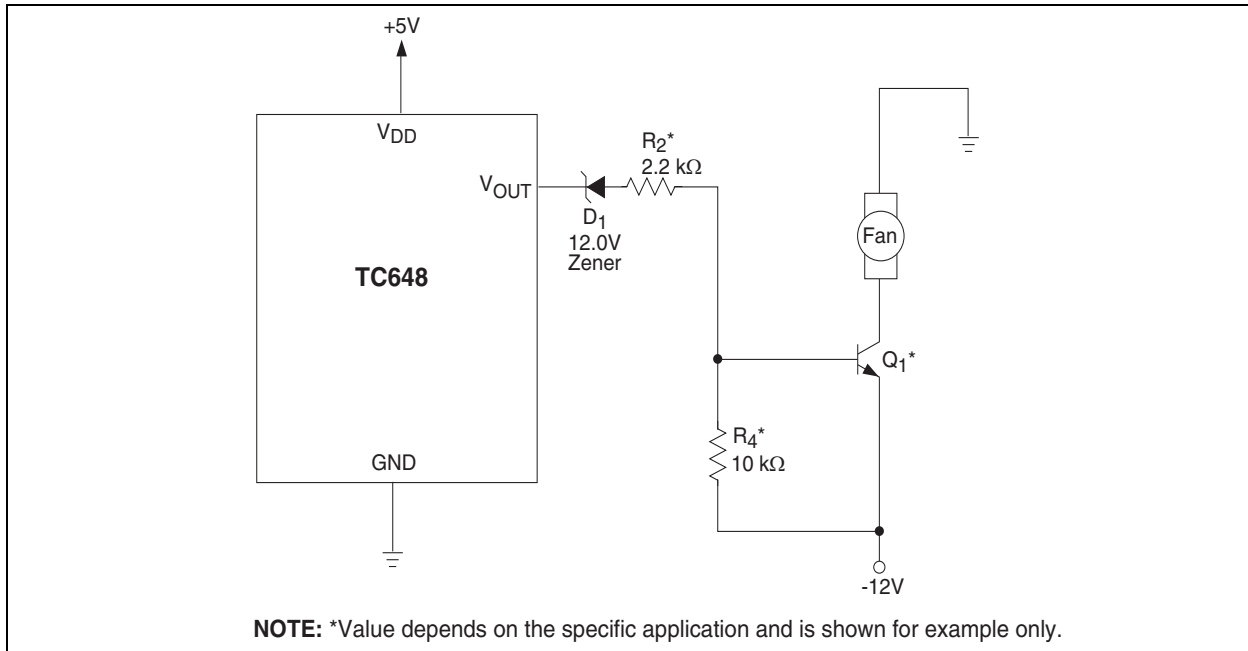 +5V
VDD
R2*
2.2 kΩ
VOUT
D1
12.0V
Zener
Fan
TC648
Q1*
R4*
10 kΩ
GND
-12V
NOTE: *Value depends on the specific application and is shown for example only.